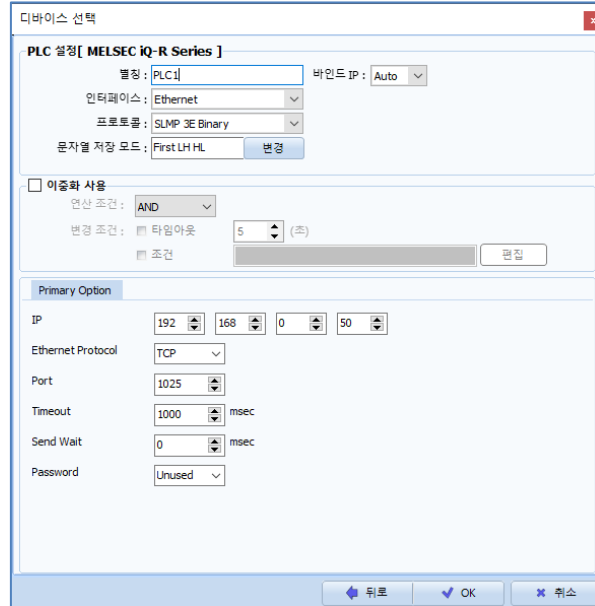 디바이스 선택
PLC 설정[ MELSEC iQ-R Series ]
별칭 : PLC1 바인드 IP : Auto
인터페이스 : Ethernet
프로토콜 : SLMP 3E Binary
문자열 저장 모드 : First LH HL 변경
이중화 사용
연산 조건 : AND
변경 조건 : 타임아웃 5 (초)
조건 편집
Primary Option
IP 192 168 0 50
Ethernet Protocol TCP
Port 1025
Timeout 1000 msec
Send Wait 0 msec
Password Unused
뒤로 OK 취소